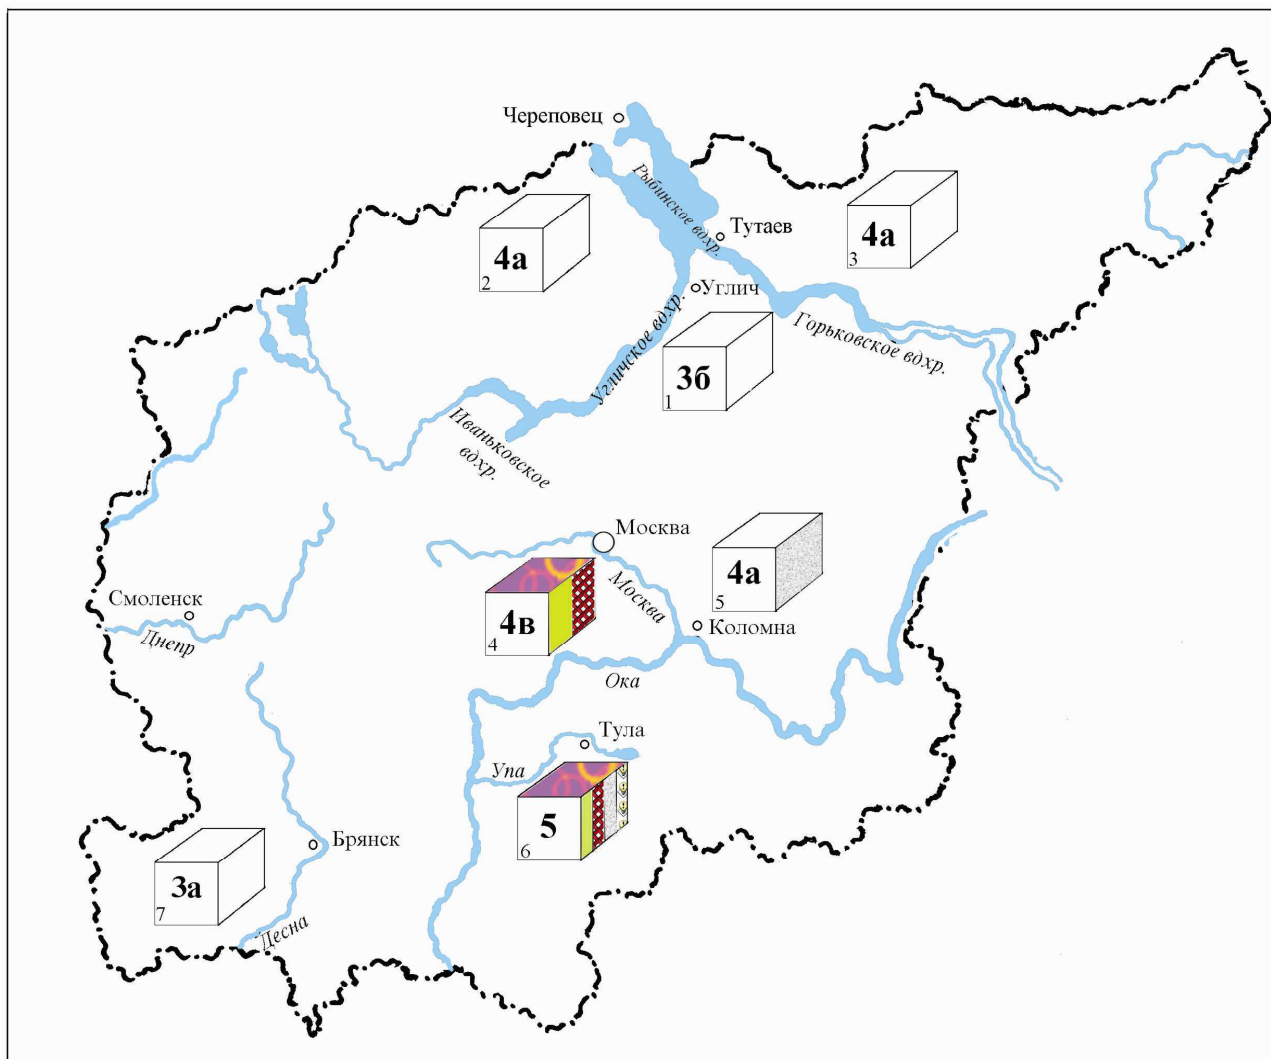 Череповец
Рыбинское вдхр.
4а
2
Тутаев
4а
3
Углич
Угличское вдхр.
Горьковское вдхр.
3б
1
Иваньковское
вдхр.
Москва
Москва
4а
5
4в
4
Смоленск
Днепр
Коломна
Ока
Тула
Упа
5
6
Брянск
3а
7
Десна